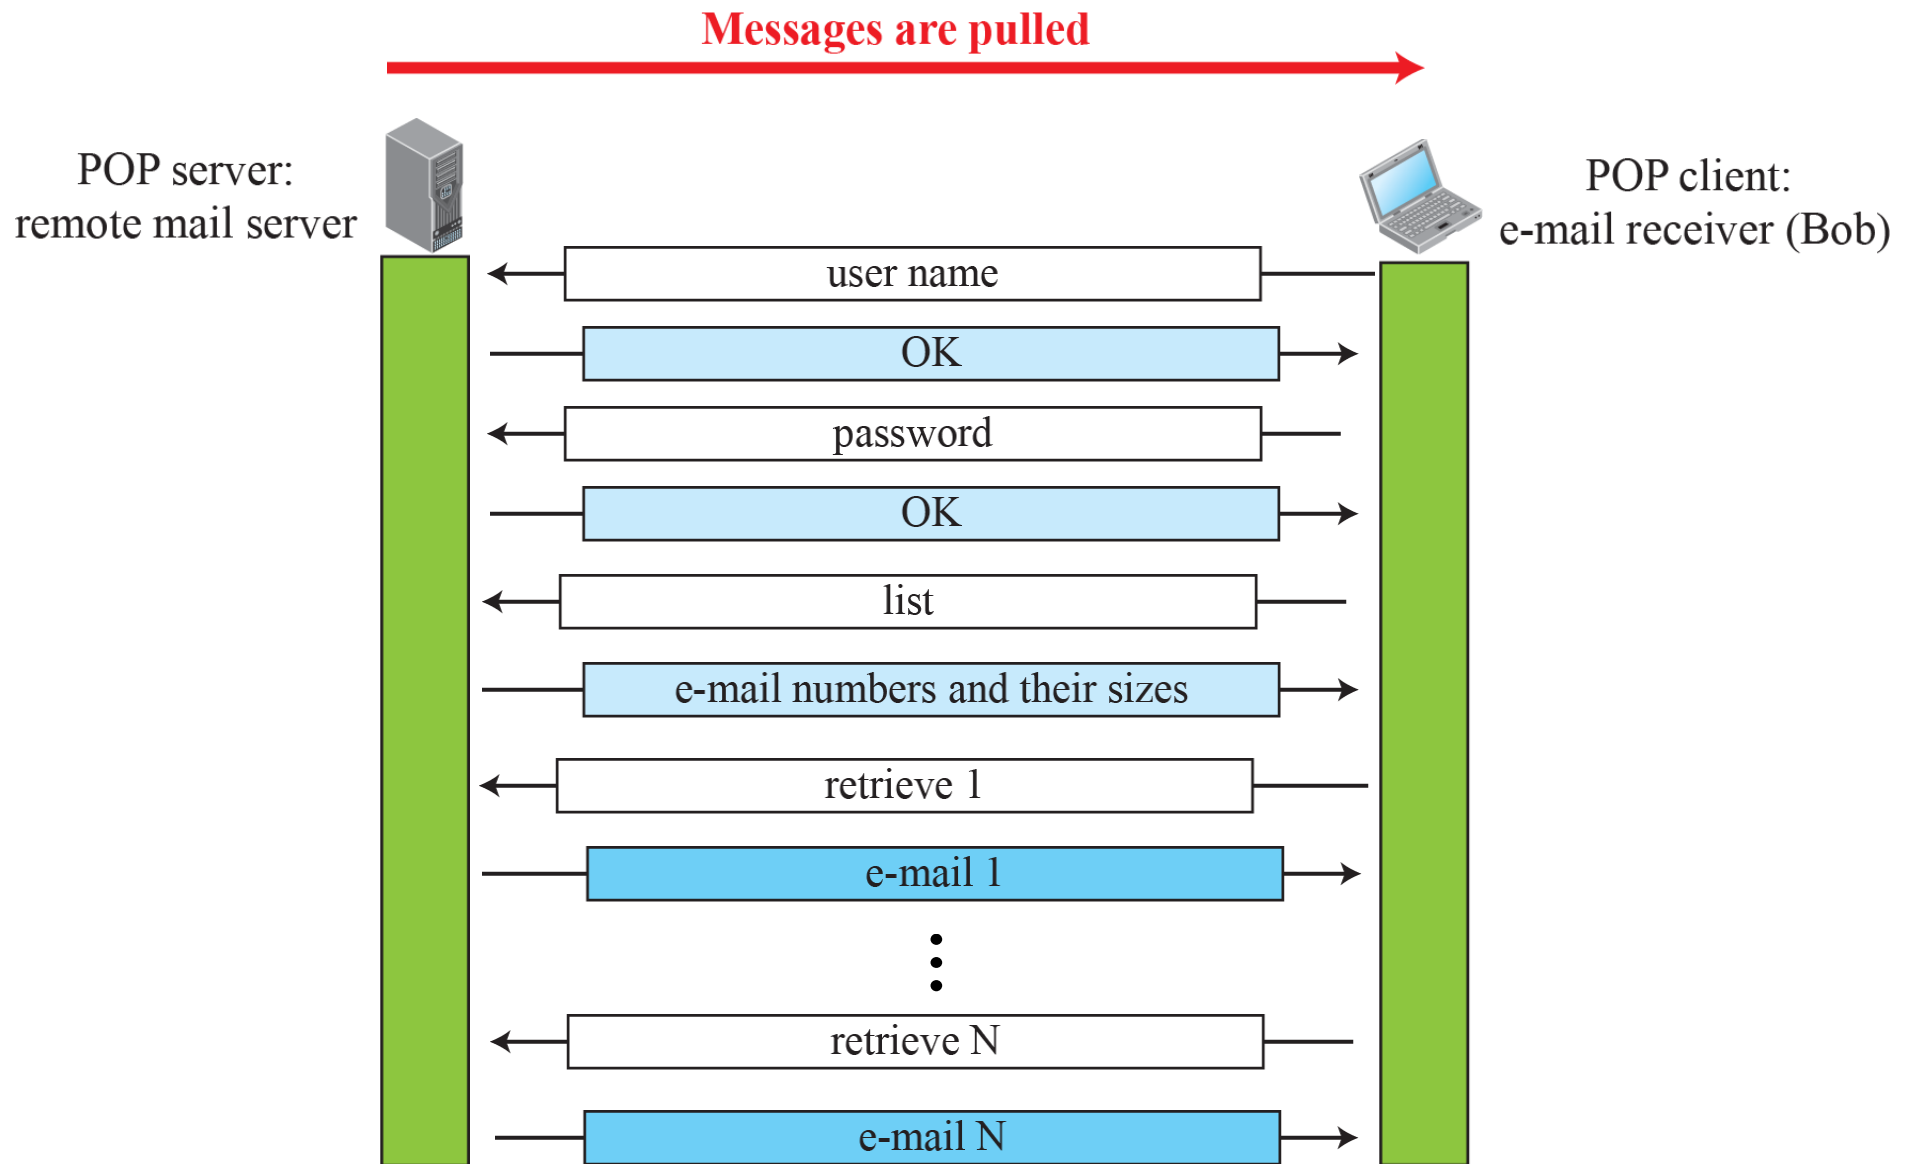 Messages are pulled
POP server:
remote mail server
POP client:
e-mail receiver (Bob)
user name
OK
password
OK
list
e-mail numbers and their sizes
retrieve 1
e-mail 1
retrieve N
e-mail N